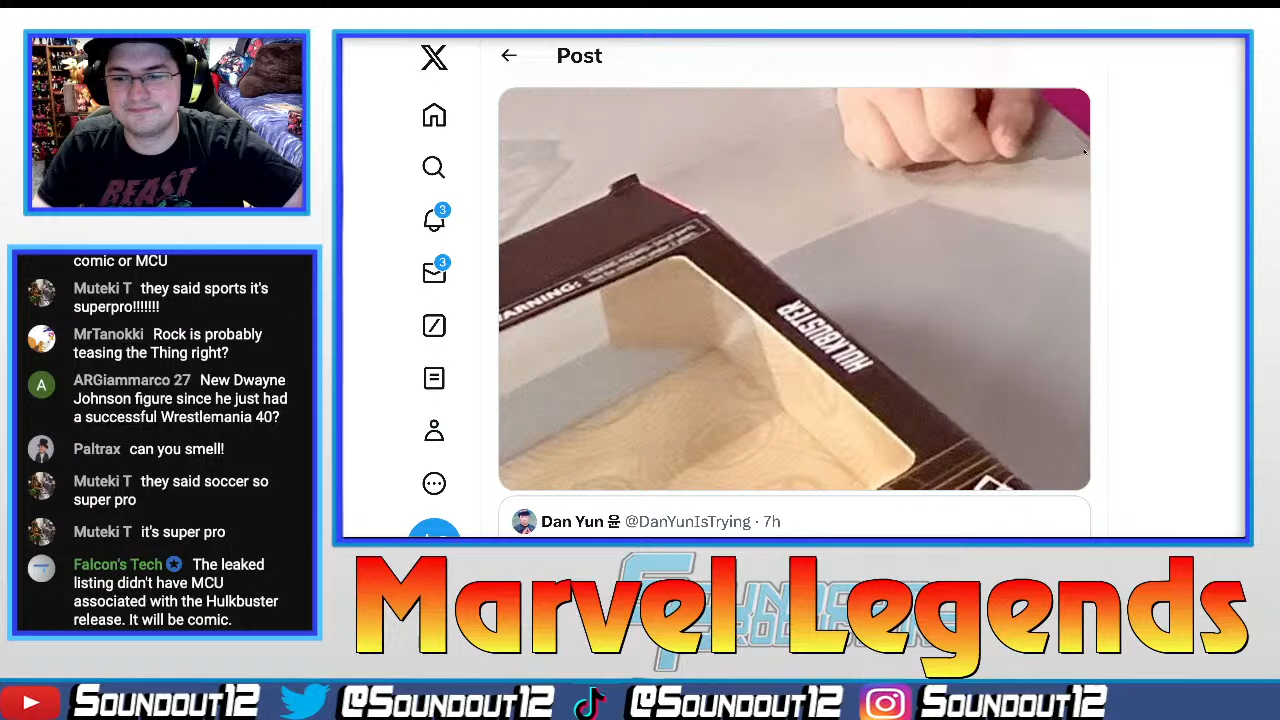 BEAST
comic or MCU
Muteki T they said sports it's
superpro!!!!!!!
MrTanokki Rock is probably
teasing the Thing right?
A
ARGiammarco 27 New Dwayne
Johnson figure since he just had
a successful Wrestlemania 40?
Paltrax can you smell!
Muteki T they said soccer so
super pro
Muteki T it's super pro
Falcon's Tech The leaked
listing didn't have MCU
associated with the Hulkbuster
release. It will be comic.
X
Post
3
3
WARNING:
HULKBUSTER
Dan Yun 윤 @DanYunIsTrying · 7h
Marvel Legends
Soundout12
@Soundout12
@Soundout12
Soundout12